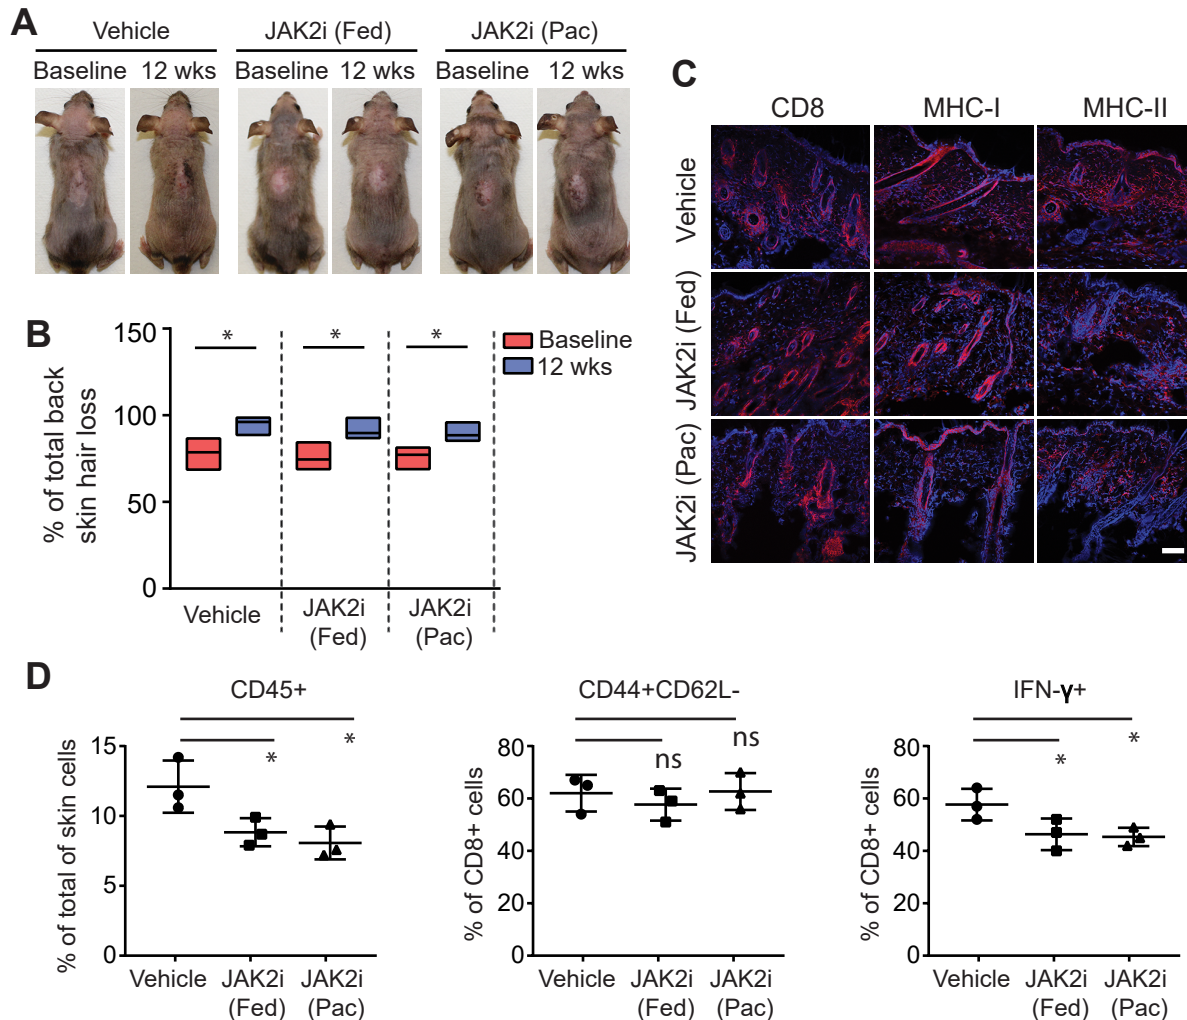 A
Vehicle
JAK2i (Fed)
JAK2i (Pac)
Baseline 12 wks
Baseline 12 wks
Baseline 12 wks
B
% of total back
skin hair loss
150
100
50
0
*
*
*
Baseline
12 wks
Vehicle
JAK2i
(Fed)
JAK2i
(Pac)
C
CD8
MHC-I
MHC-II
Vehicle
JAK2i (Fed)
JAK2i (Pac)
D
CD45+
% of total of skin cells
15
10
5
0
*
*
Vehicle
JAK2i
(Fed)
JAK2i
(Pac)
CD44+CD62L-
% of CD8+ cells
80
60
40
20
0
ns
ns
Vehicle
JAK2i
(Fed)
JAK2i
(Pac)
IFN-γ+
% of CD8+ cells
80
60
40
20
0
*
*
Vehicle
JAK2i
(Fed)
JAK2i
(Pac)